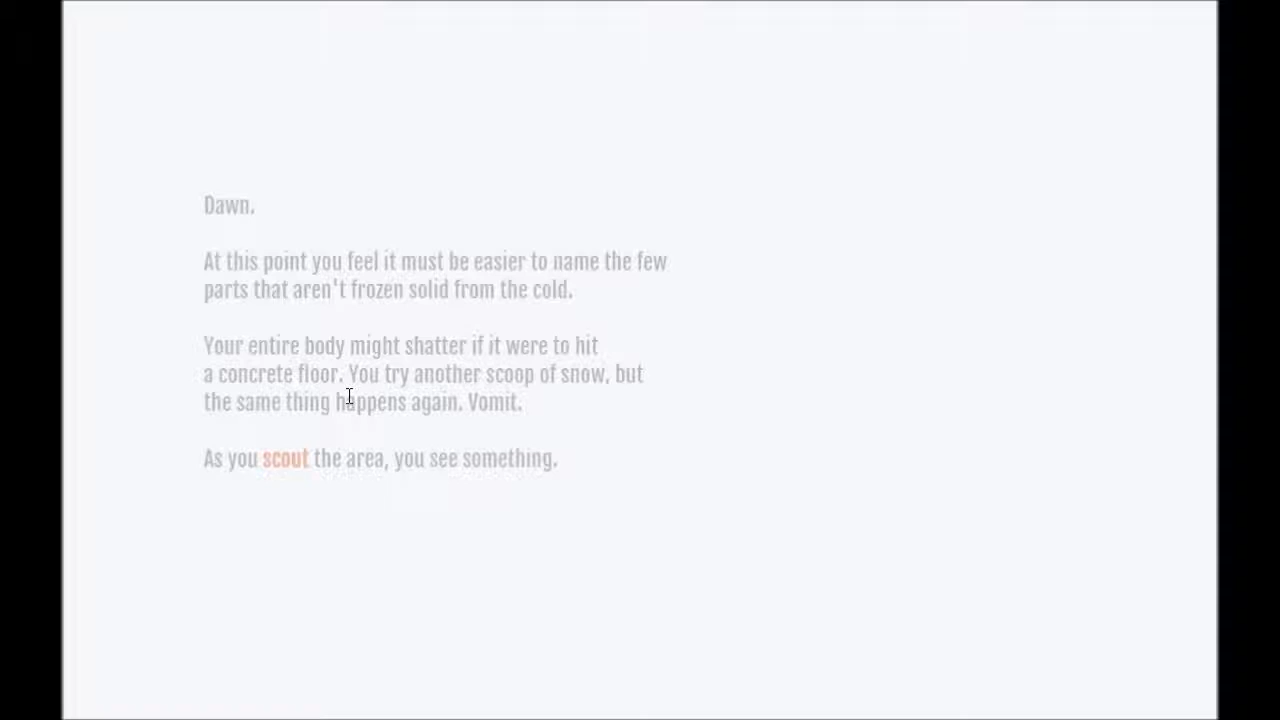 Dawn.
At this point you feel it must be easier to name the few
parts that aren't frozen solid from the cold.
Your entire body might shatter if it were to hit
a concrete floor. You try another scoop of snow, but
the same thing happens again. Vomit.
As you scout the area, you see something.